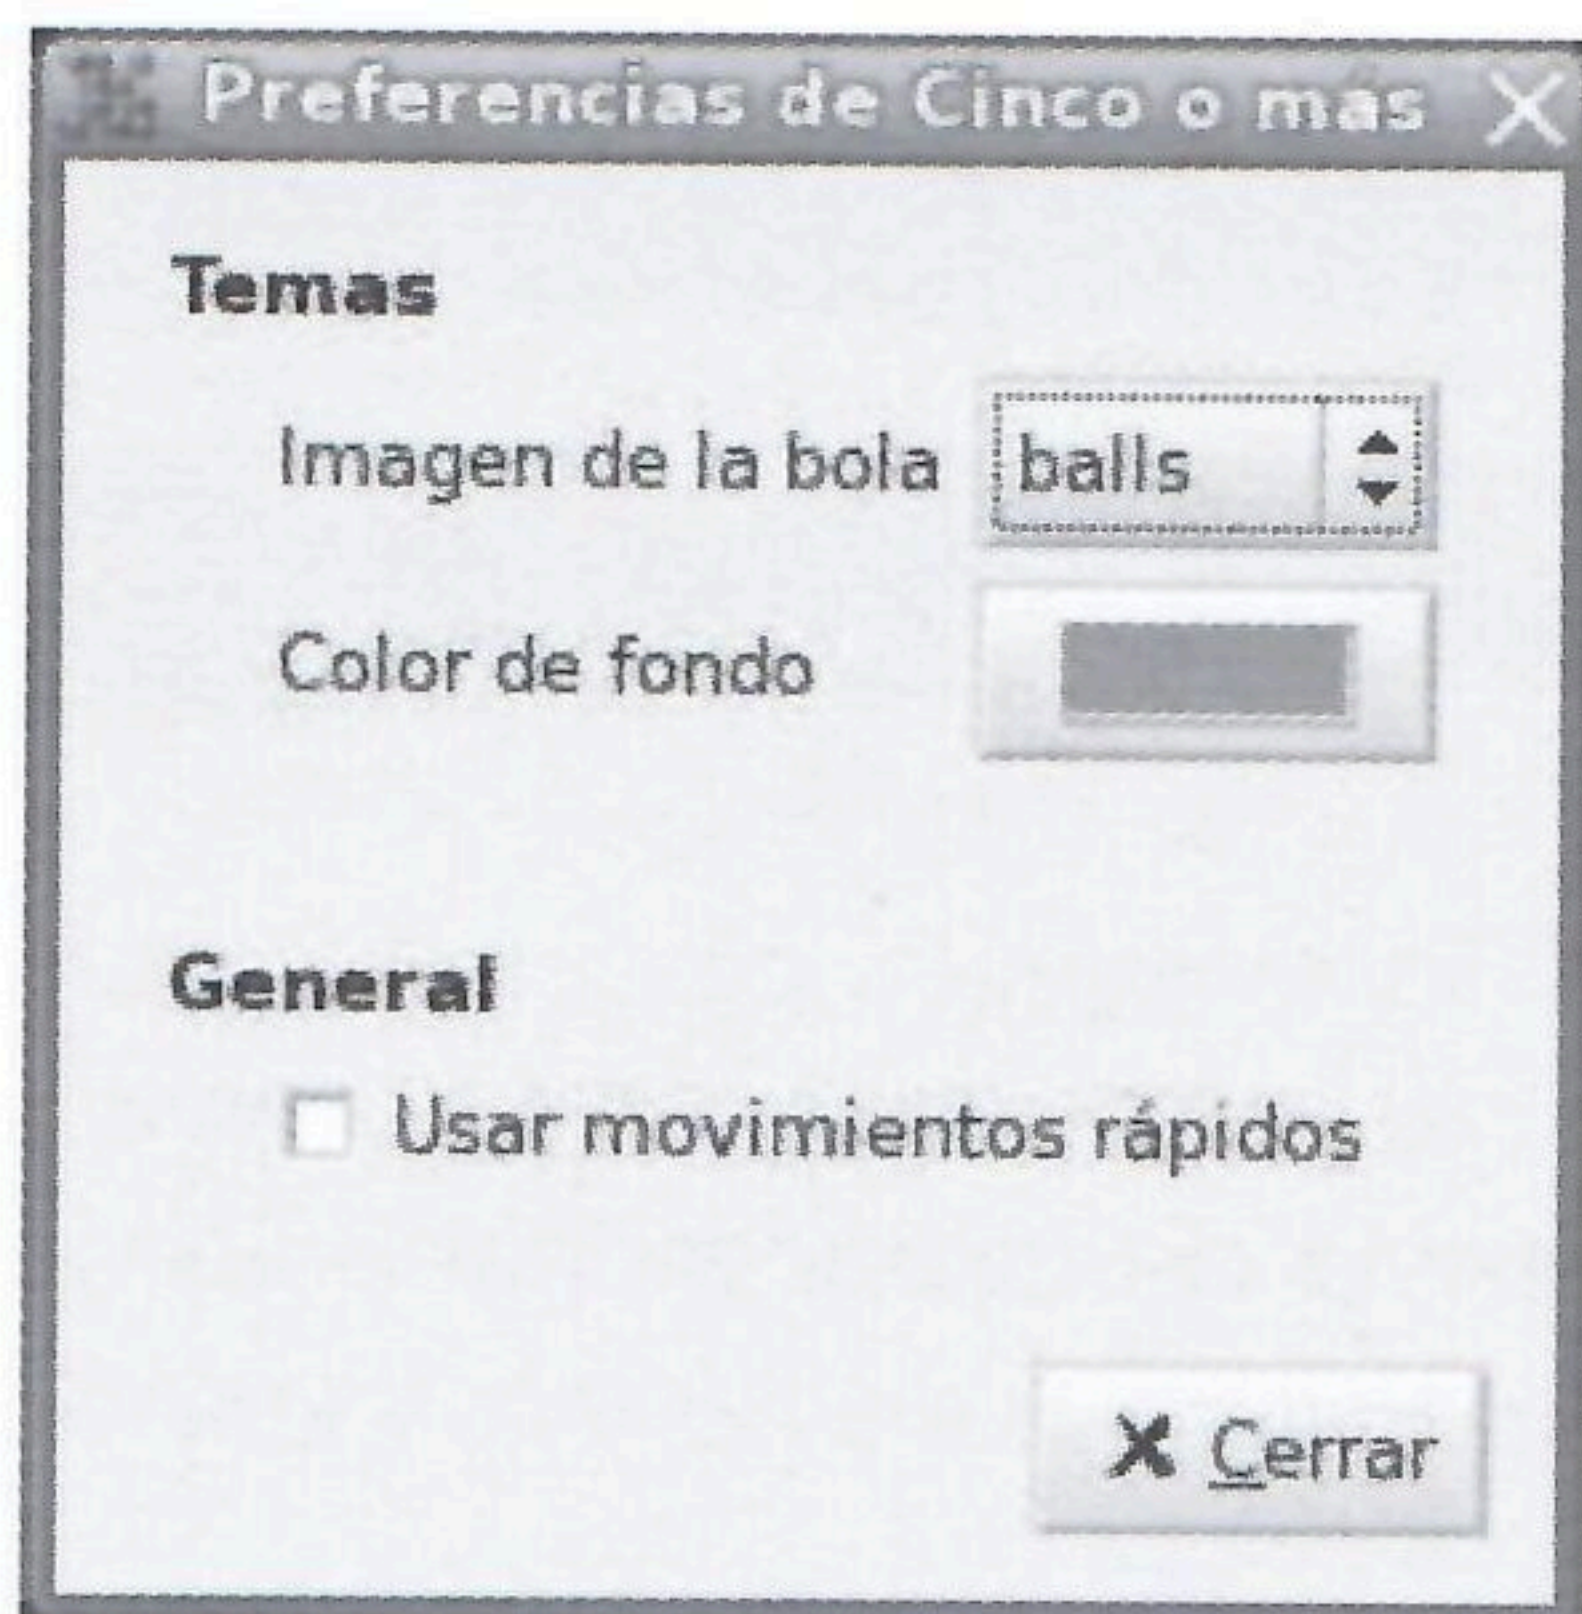 Preferencias de Cinco o más
Temas
Imagen de la bola balls
Color de fondo
General
Usar movimientos rápidos
Cerrar